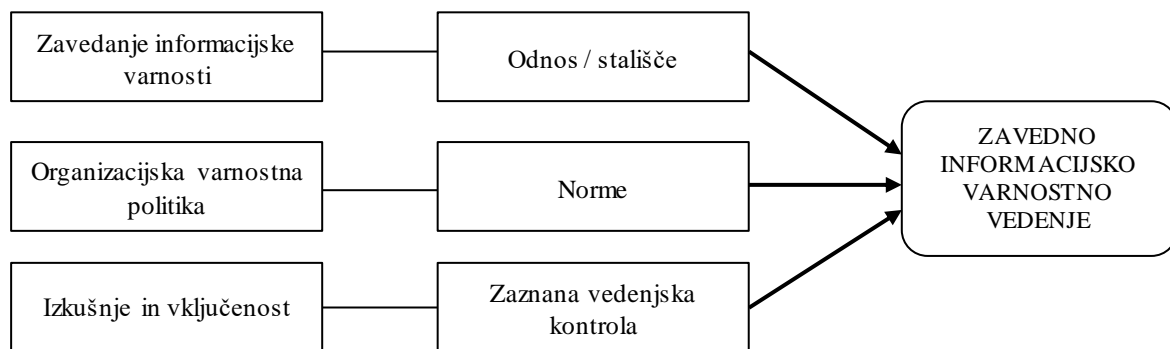 Zavedanje informacijske
varnosti
Odnos / stališče
Organizacijska varnostna
politika
Norme
Izkušnje in vključenost
Zaznana vedenjska
kontrola
ZAVEDNO
INFORMACIJSKO
VARNOSTNO
VEDENJE